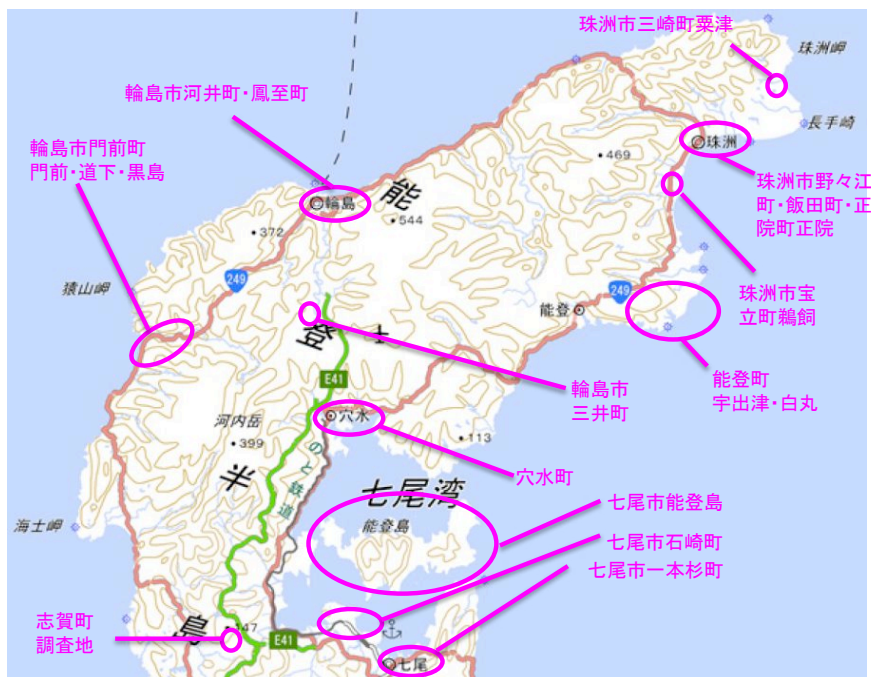 珠洲市三崎町粟津
珠洲岬
輪島市河井町・鳳至町
長手崎
輪島市門前町
門前・道下・黒島
珠洲
469
能
珠洲市野々江
町・飯田町・正
院町正院
輪島
544
372
249
猿山岬
249
珠洲市宝
立町鵜飼
能登
登
E41
輪島市
三井町
能登町
宇出津・白丸
河内岳
399
穴水
113
のと鉄道
半
穴水町
七尾湾
能登島
七尾市能登島
海士岬
七尾市石崎町
七尾市一本杉町
志賀町
調査地
147
島
E41
七尾